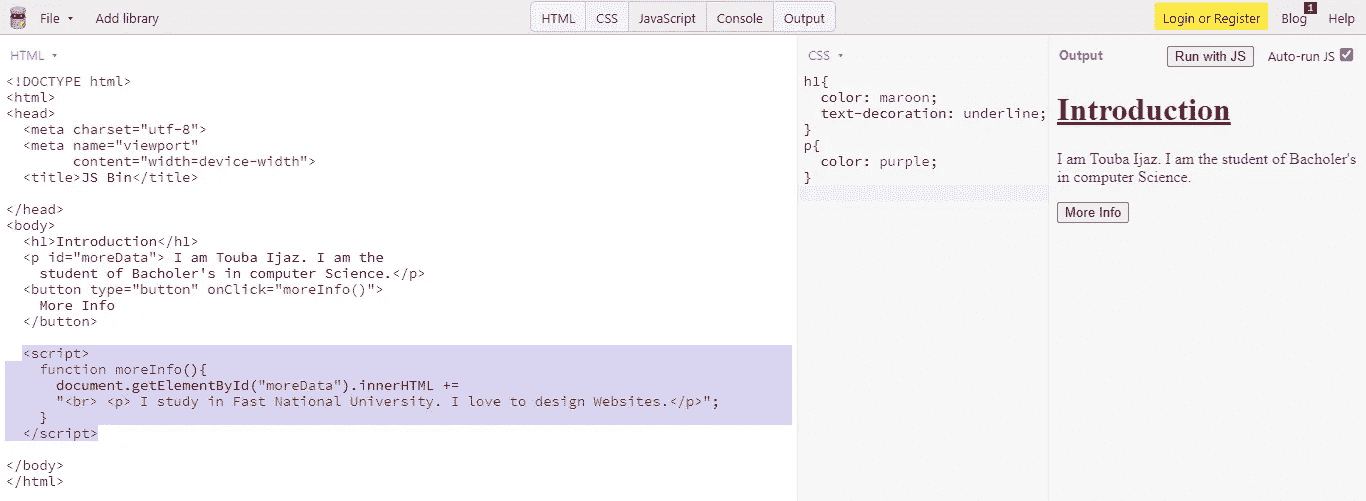 File Add library HTML CSS JavaScript Console Output Login or Register Blog 1 Help
HTML
<!DOCTYPE html>
<html>
<head>
<meta charset="utf-8">
<meta name="viewport"
content="width=device-width">
<title>JS Bin</title>
</head>
<body>
<h1>Introduction</h1>
<p id="moreData"> I am Touba Ijaz. I am the
student of Bacholer's in computer Science.</p>
<button type="button" onClick="moreInfo()">
More Info
</button>
<script>
function moreInfo(){
document.getElementById("moreData").innerHTML +=
"<br> <p> I study in Fast National University. I love to design Websites.</p>";
}
</script>
</body>
</html>
CSS
h1{
color: maroon;
text-decoration: underline;
}
p{
color: purple;
}
Output Run with JS Auto-run JS
Introduction
I am Touba Ijaz. I am the student of Bacholer's
in computer Science.
More Info